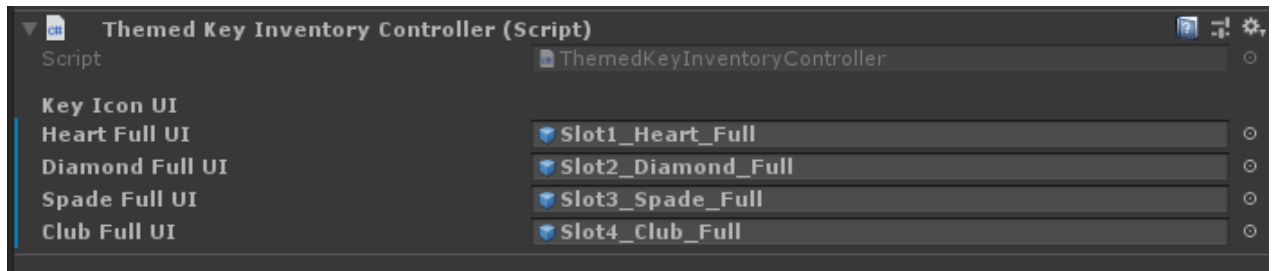 Themed Key Inventory Controller (Script)
Script ThemedKeyInventoryController
Key Icon UI
Heart Full UI Slot1_Heart_Full
Diamond Full UI Slot2_Diamond_Full
Spade Full UI Slot3_Spade_Full
Club Full UI Slot4_Club_Full